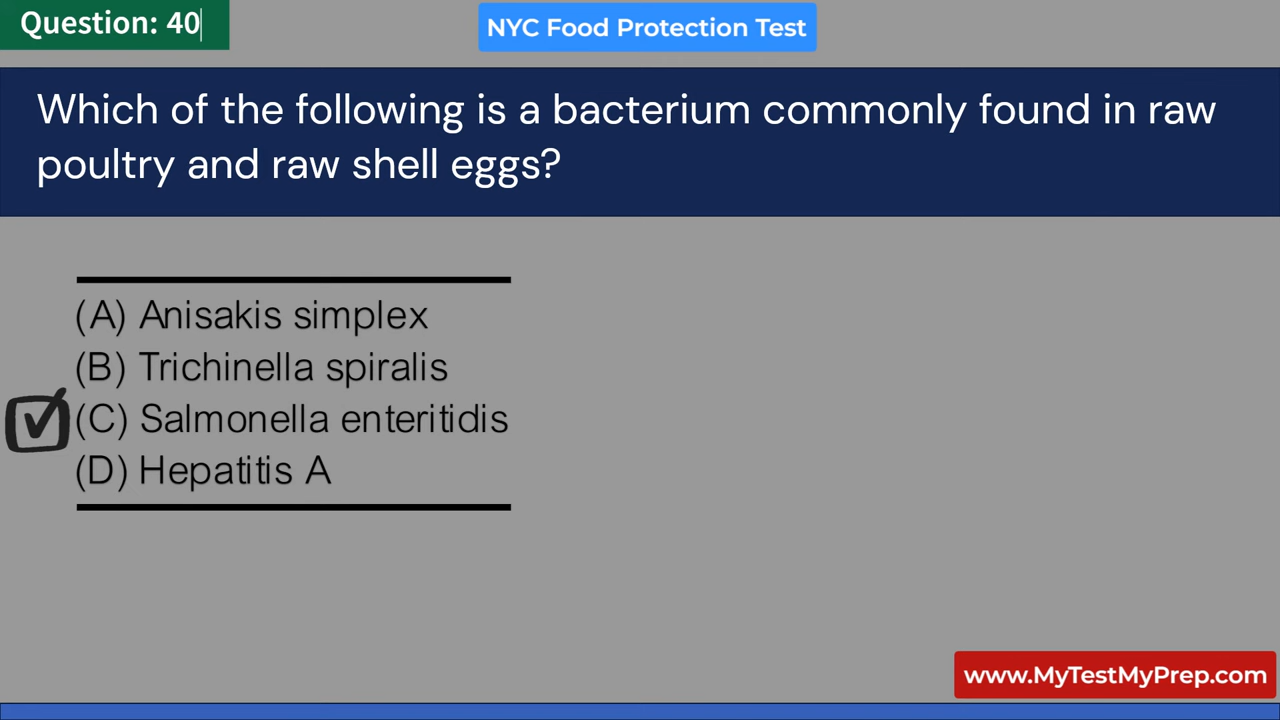 Question: 40
NYC Food Protection Test
Which of the following is a bacterium commonly found in raw
poultry and raw shell eggs?
(A) Anisakis simplex
(B) Trichinella spiralis
(C) Salmonella enteritidis
(D) Hepatitis A
www.MyTestMyPrep.com